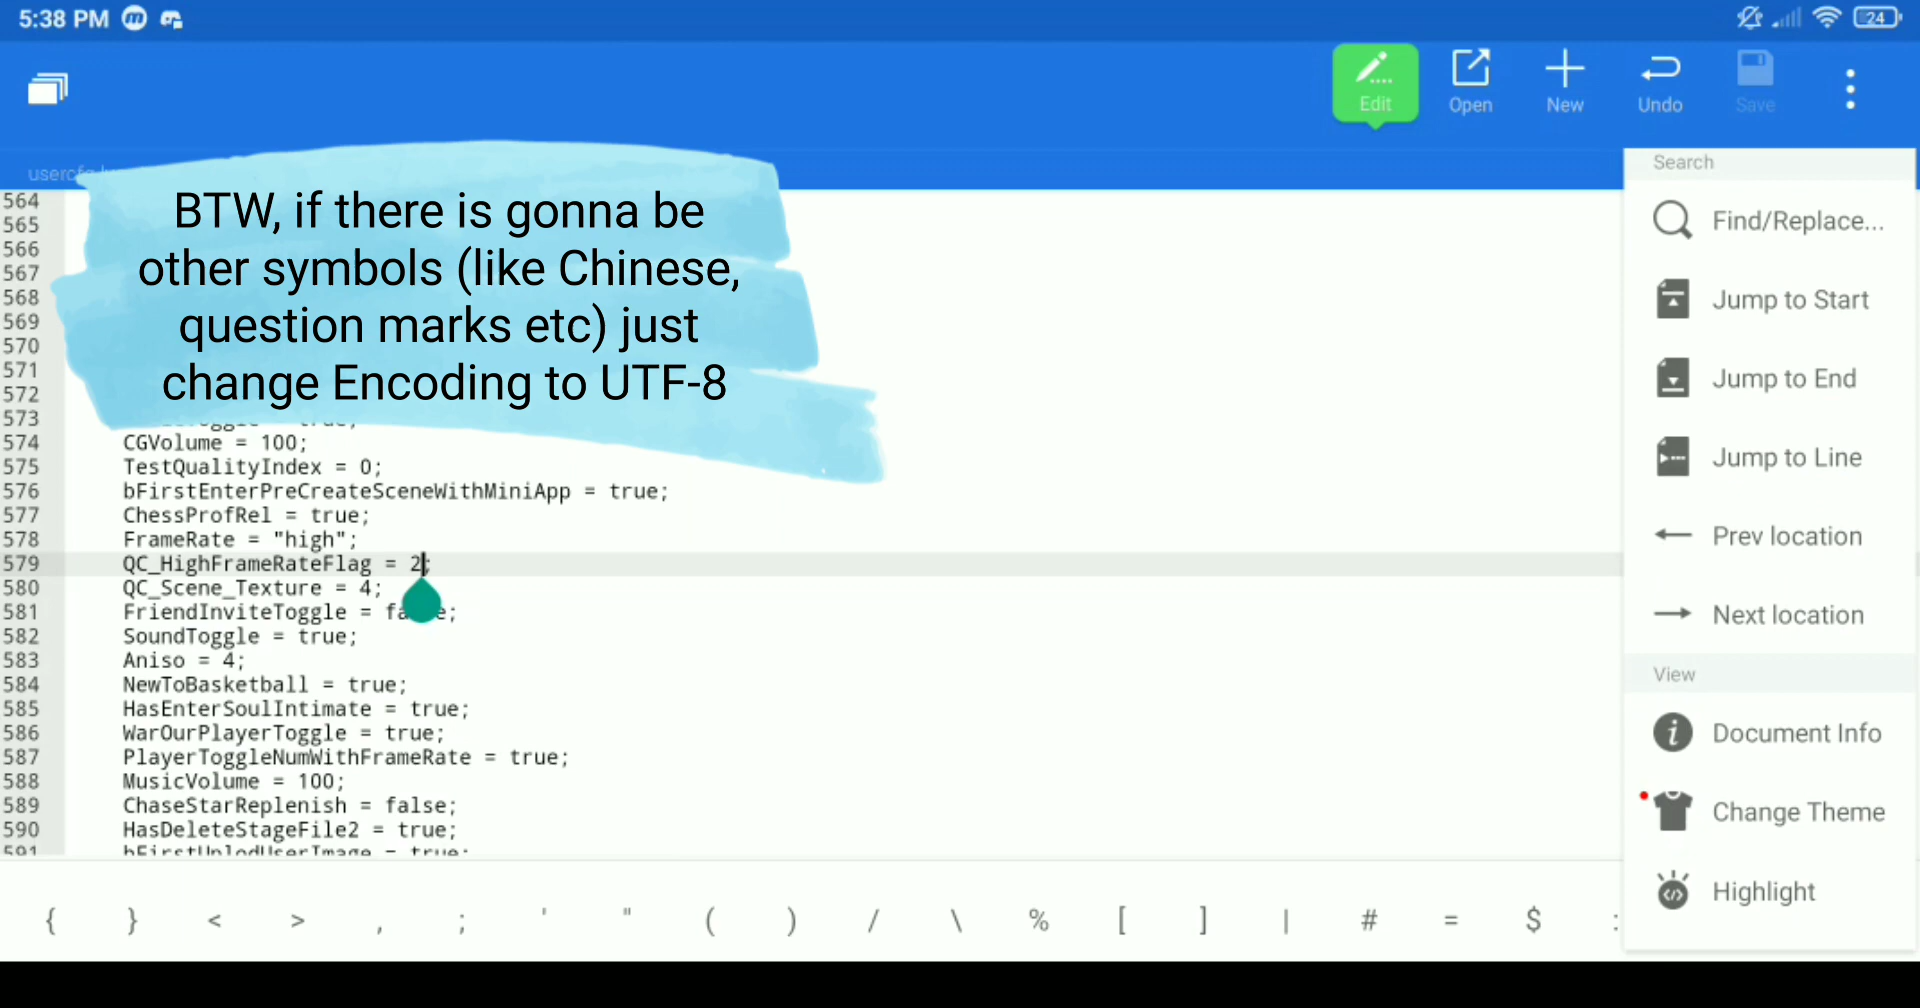 5:38 PM
24
Edit
Open
New
Undo
Save
564
565
566
567
568
569
570
571
572
573
BTW, if there is gonna be
other symbols (like Chinese,
question marks etc) just
change Encoding to UTF-8
574 CGVolume = 100;
575 TestQualityIndex = 0;
576 bFirstEnterPreCreateSceneWithMiniApp = true;
577 ChessProfRel = true;
578 FrameRate = "high";
579 QC_HighFrameRateFlag = 2;
580 QC_Scene_Texture = 4;
581 FriendInviteToggle = fa e;
582 SoundToggle = true;
583 Aniso = 4;
584 NewToBasketball = true;
585 HasEnterSoulIntimate = true;
586 WarOurPlayerToggle = true;
587 PlayerToggleNumWithFrameRate = true;
588 MusicVolume = 100;
589 ChaseStarReplenish = false;
590 HasDeleteStageFile2 = true;
591 bFirstUplodUserImage = true;
Search
Find/Replace...
Jump to Start
Jump to End
Jump to Line
Prev location
Next location
View
Document Info
Change Theme
Highlight
{ } < > , ; ' " ( ) / \ % [ ] | # = $ :